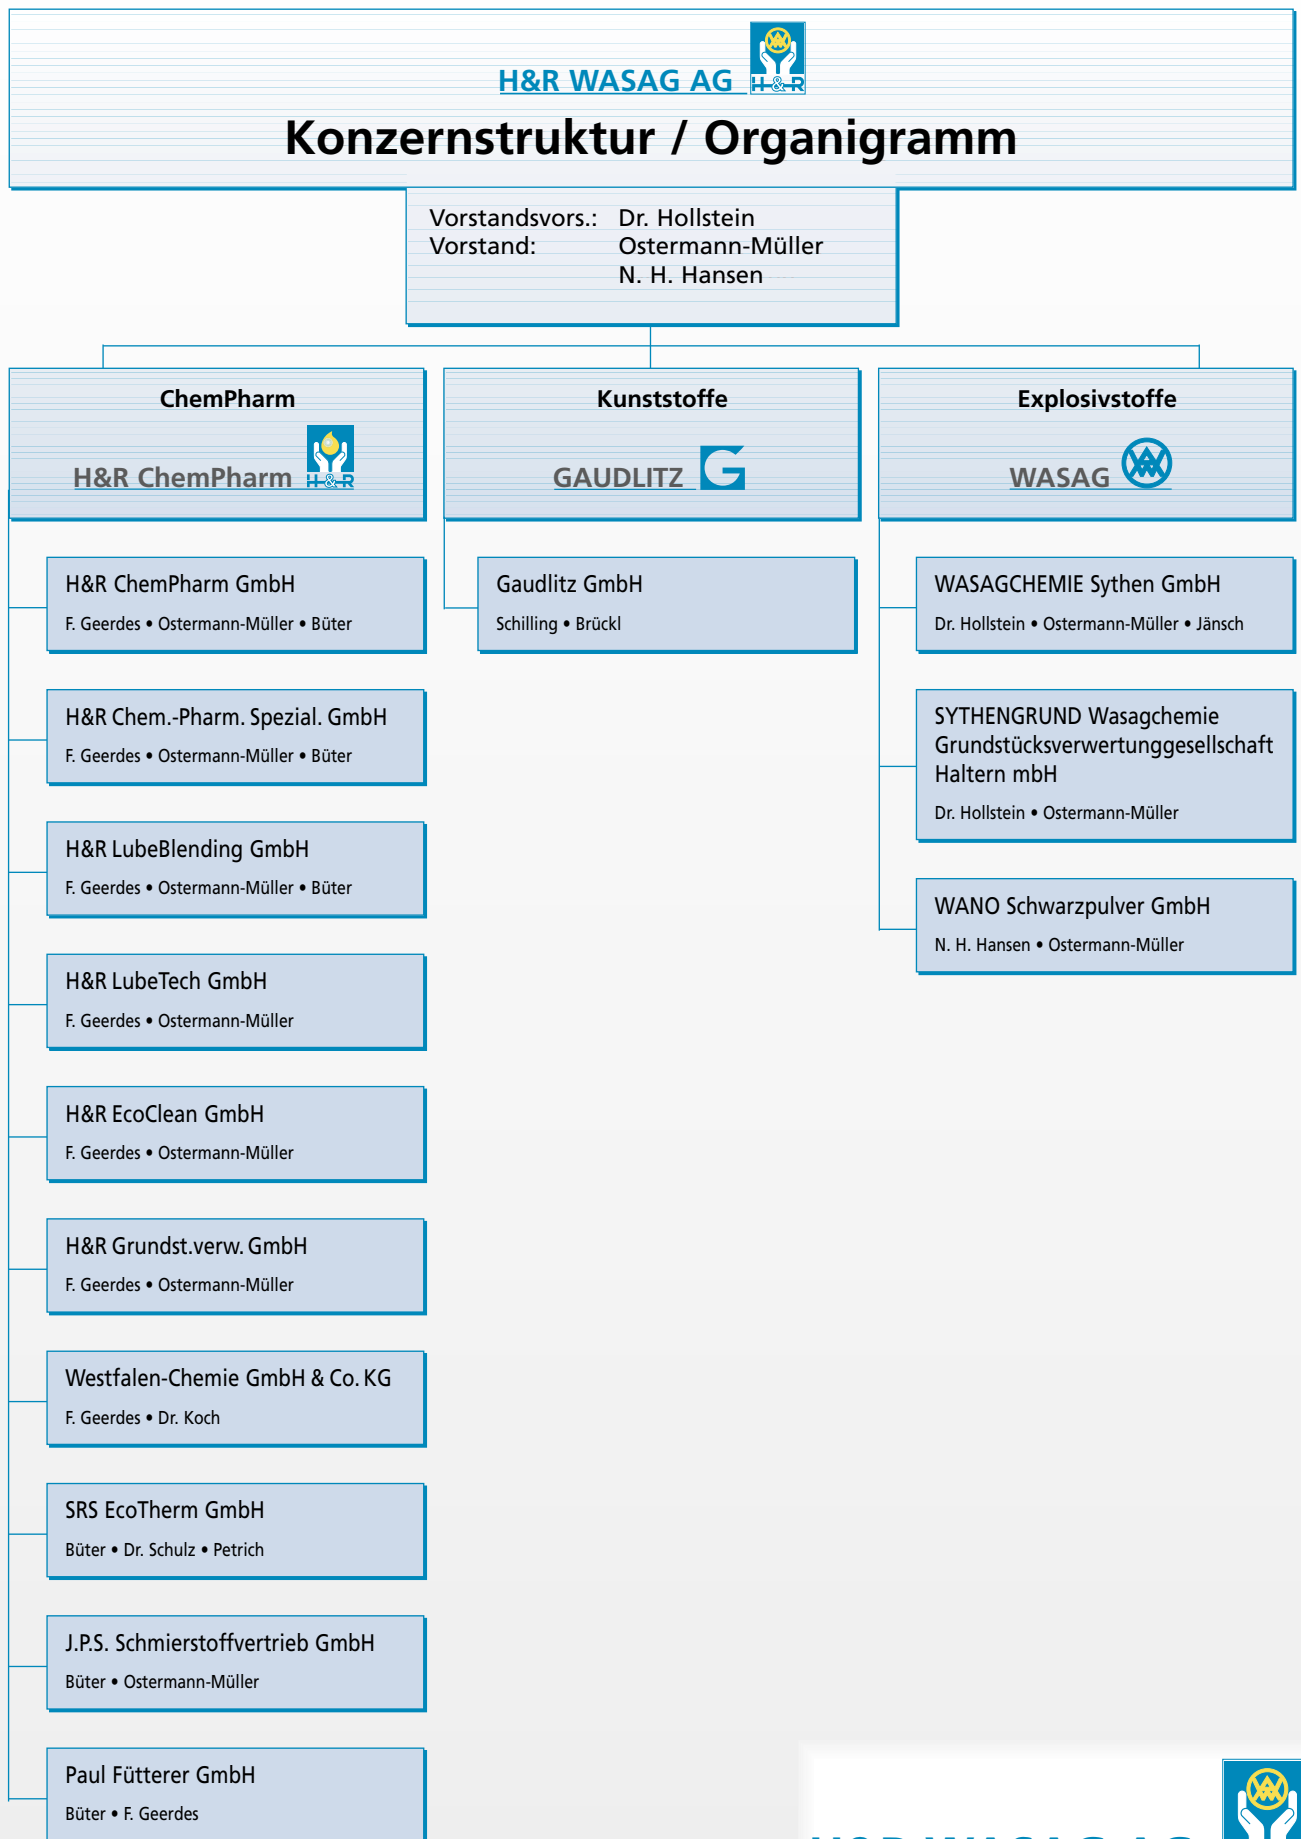 H&R WASAG AG
H&R
Konzernstruktur / Organigramm
Vorstandsvors.: Dr. Hollstein
Vorstand: Ostermann-Müller
N. H. Hansen
ChemPharm
H&R ChemPharm
H&R
H&R ChemPharm GmbH
F. Geerdes • Ostermann-Müller • Büter
H&R Chem.-Pharm. Spezial. GmbH
F. Geerdes • Ostermann-Müller • Büter
H&R LubeBlending GmbH
F. Geerdes • Ostermann-Müller • Büter
H&R LubeTech GmbH
F. Geerdes • Ostermann-Müller
H&R EcoClean GmbH
F. Geerdes • Ostermann-Müller
H&R Grundst.verw. GmbH
F. Geerdes • Ostermann-Müller
Westfalen-Chemie GmbH & Co. KG
F. Geerdes • Dr. Koch
SRS EcoTherm GmbH
Büter • Dr. Schulz • Petrich
J.P.S. Schmierstoffvertrieb GmbH
Büter • Ostermann-Müller
Paul Fütterer GmbH
Büter • F. Geerdes
Kunststoffe
GAUDLITZ G
Gaudlitz GmbH
Schilling • Brückl
Explosivstoffe
WASAG
WASAGCHEMIE Sythen GmbH
Dr. Hollstein • Ostermann-Müller • Jänsch
SYTHENGRUND Wasagchemie
Grundstücksverwertunggesellschaft
Haltern mbH
Dr. Hollstein • Ostermann-Müller
WANO Schwarzpulver GmbH
N. H. Hansen • Ostermann-Müller